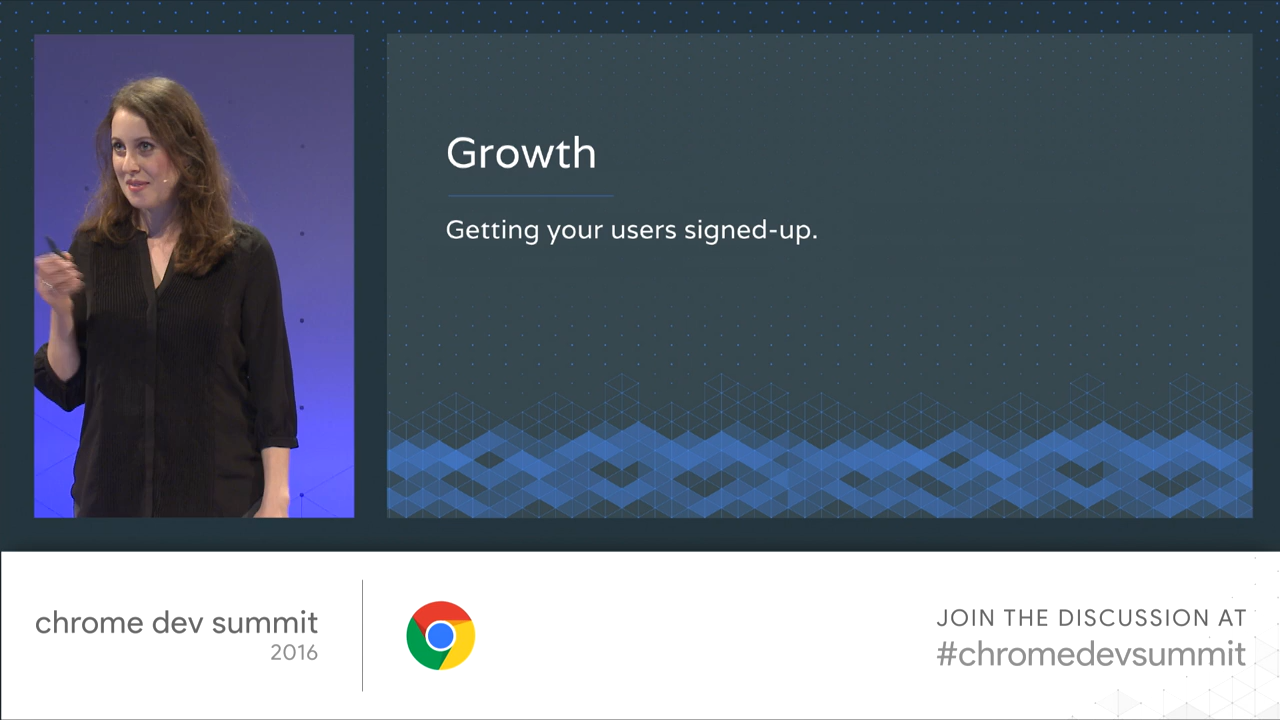 Growth
Getting your users signed-up.
chrome dev summit
2016
JOIN THE DISCUSSION AT
#chromedevsummit